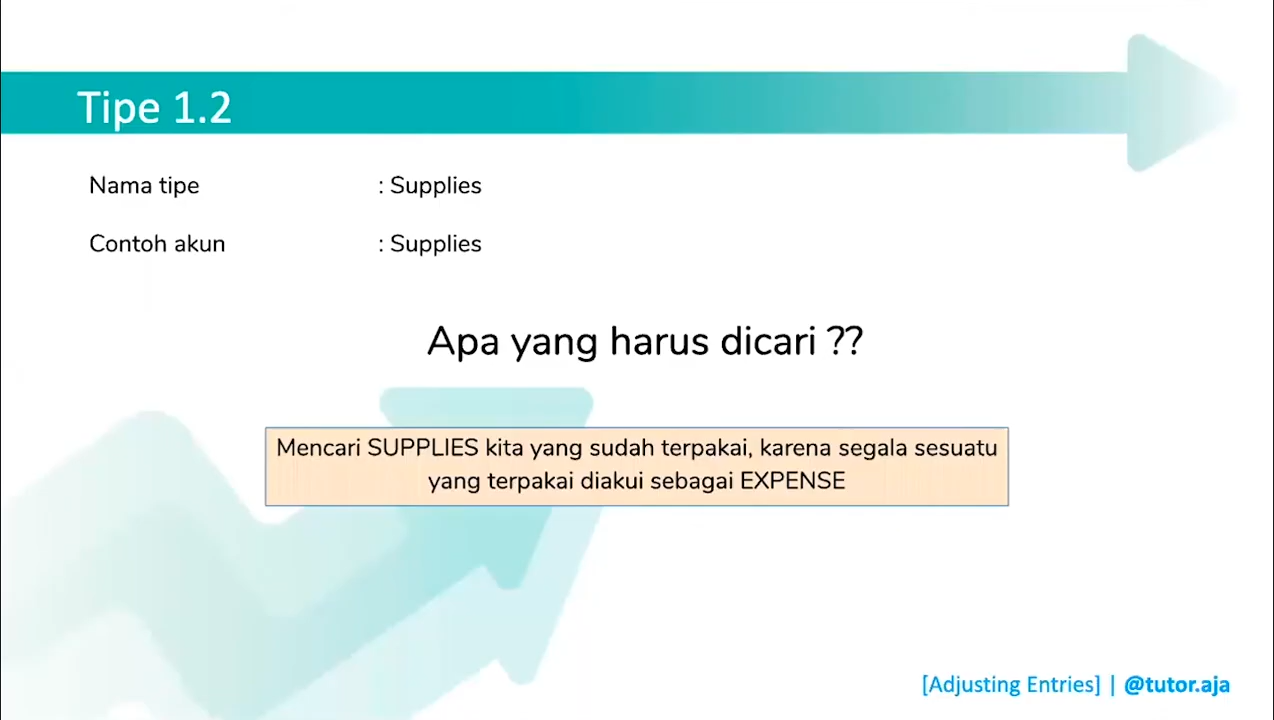 Tipe 1.2
Nama tipe : Supplies
Contoh akun : Supplies
Apa yang harus dicari ??
Mencari SUPPLIES kita yang sudah terpakai, karena segala sesuatu
yang terpakai diakui sebagai EXPENSE
[Adjusting Entries] | @tutor.aja